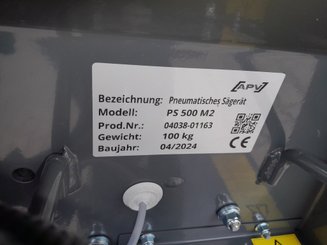 APV
Bezeichnung: Pneumatisches Sägerät
Modell: PS 500 M2
Prod.Nr.: 04038-01163
Gewicht: 100 kg
Baujahr: 04/2024
CE